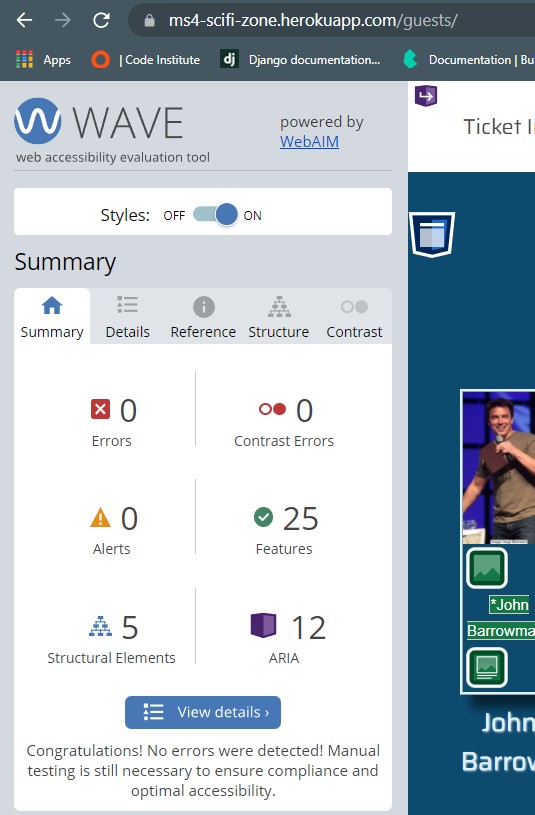 ms4-scifi-zone.herokuapp.com/guests/
Apps | Code Institute dj Django documentation... Documentation | Bu
WAVE
web accessibility evaluation tool
powered by
WebAIM
Styles: OFF ON
Summary
Summary Details Reference Structure Contrast
0 0
Errors Contrast Errors
0 25
Alerts Features
5 12
Structural Elements ARIA
View details ›
Congratulations! No errors were detected! Manual
testing is still necessary to ensure compliance and
optimal accessibility.
Ticket I
*John
Barrowma
John
Barrow